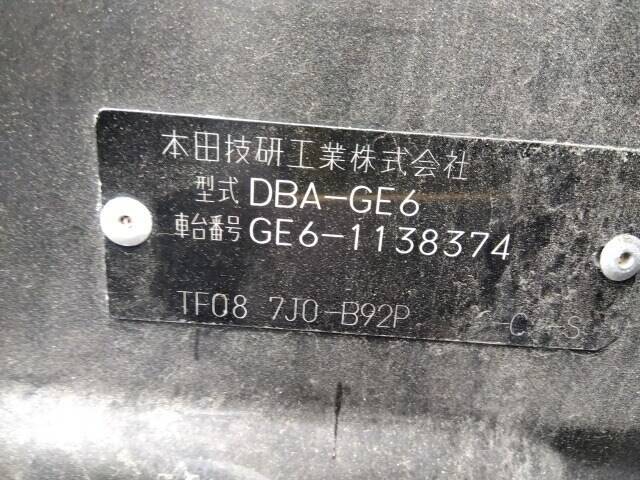 本田技研工業株式会社
型式 DBA-GE6
車台番号 GE6-1138374
TF08 7J0-B92P -C -S